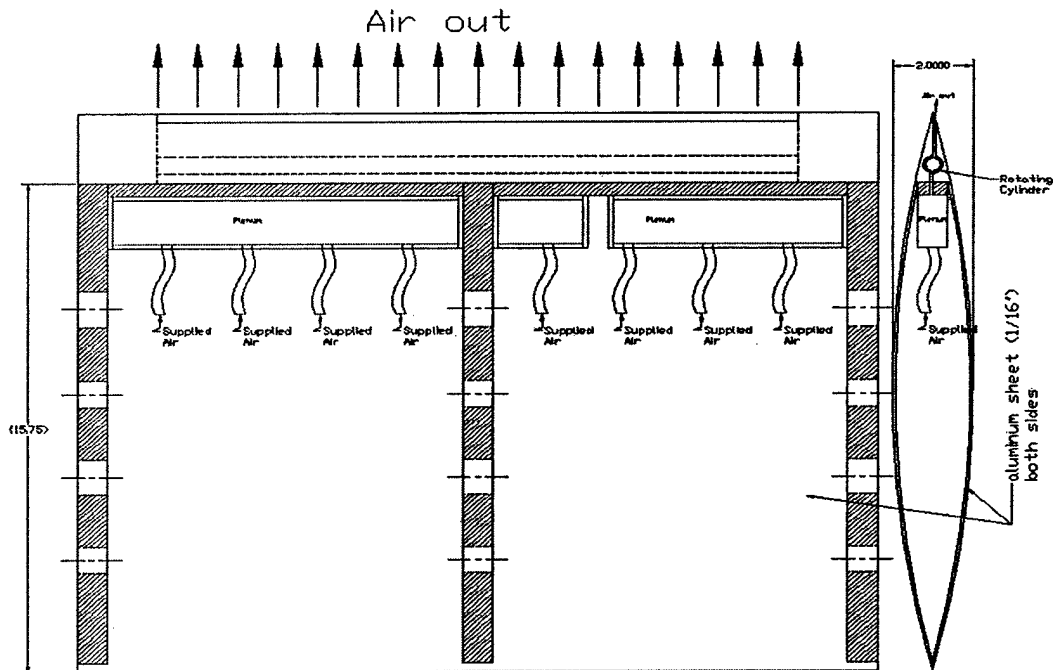 Air out
2.0000
Air out
Rotating
Cylinder
Plenum
Plenum
Plenum
Supplied
Air
Supplied
Air
Supplied
Air
Supplied
Air
Supplied
Air
Supplied
Air
Supplied
Air
Supplied
Air
Supplied
Air
(15.75)
aluminum sheet (1/16")
both sides